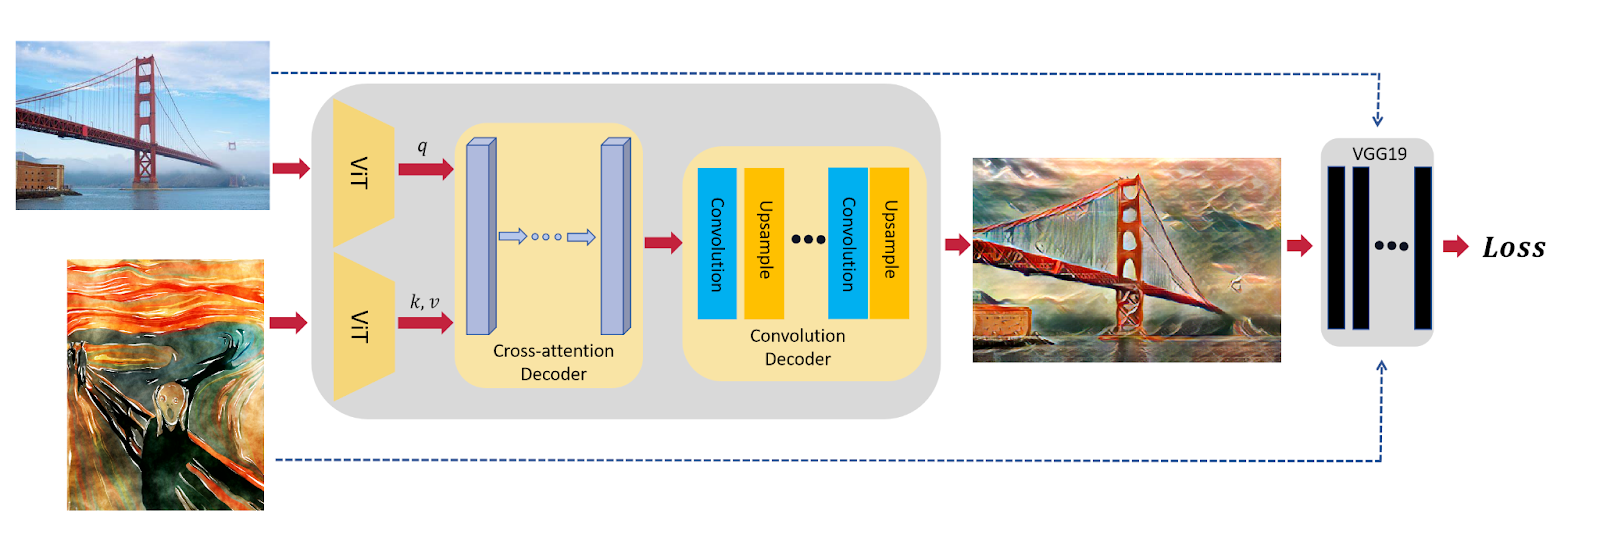 ViT
q
ViT
k, v
Cross-attention
Decoder
Convolution
Upsample
Convolution
Upsample
Convolution
Decoder
VGG19
Loss